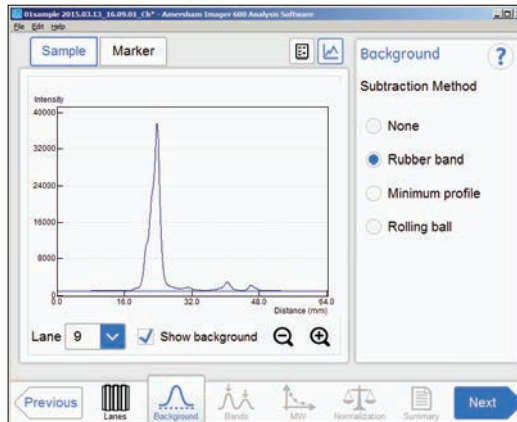 01sample 2015.03.13_16.09.01_Ch* - Amersham Imager 600 Analysis Software
File Edit Help
Sample Marker
Background ?
Subtraction Method
None
Rubber band
Minimum profile
Rolling ball
Intensity
40000
32000
24000
16000
8000
0
0.0 16.0 32.0 48.0 64.0
Distance (mm)
Lane 9 Show background
Previous Lanes Background Bands MW Normalization Summary Next